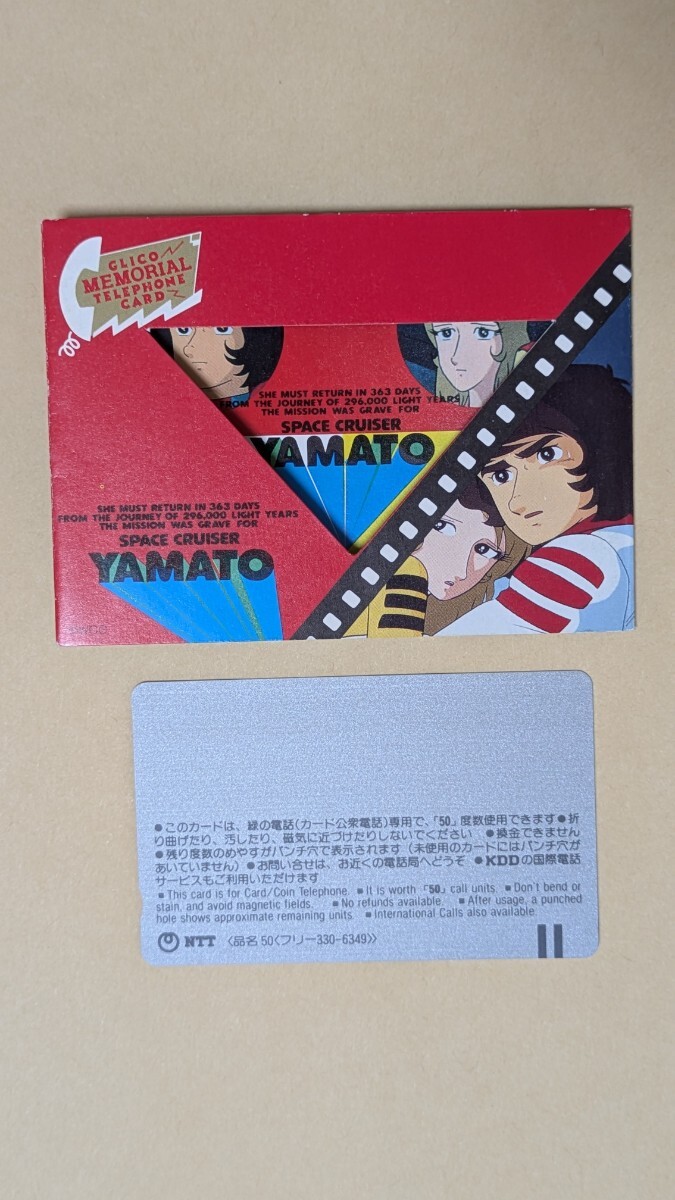 GLICO
MEMORIAL
TELEPHONE
CARD
SHE MUST RETURN IN 363 DAYS
FROM THE JOURNEY OF 296,000 LIGHT YEARS
THE MISSION WAS GRAVE FOR
SPACE CRUISER
YAMATO
SHE MUST RETURN IN 363 DAYS
FROM THE JOURNEY OF 296,000 LIGHT YEARS
THE MISSION WAS GRAVE FOR
SPACE CRUISER
YAMATO
●このカードは、緑の電話(カード公衆電話)専用で、「50」度数使用できます●折
り曲げたり、汚したり、磁気に近づけたりしないでください ●換金できません
●残り度数のめやすがパンチ穴で表示されます(未使用のカードにはパンチ穴が
あいていません) ●お問い合せは、お近くの電話局へどうぞ ●KDDの国際電話
サービスもご利用いただけます
■This card is for Card/Coin Telephone. ■It is worth「50」call units. ■Don't bend or
stain, and avoid magnetic fields. ■No refunds available. ■After usage, a punched
hole shows approximate remaining units. ■International Calls also available.
NTT 〈品名 50〈フリー330-6349〉〉